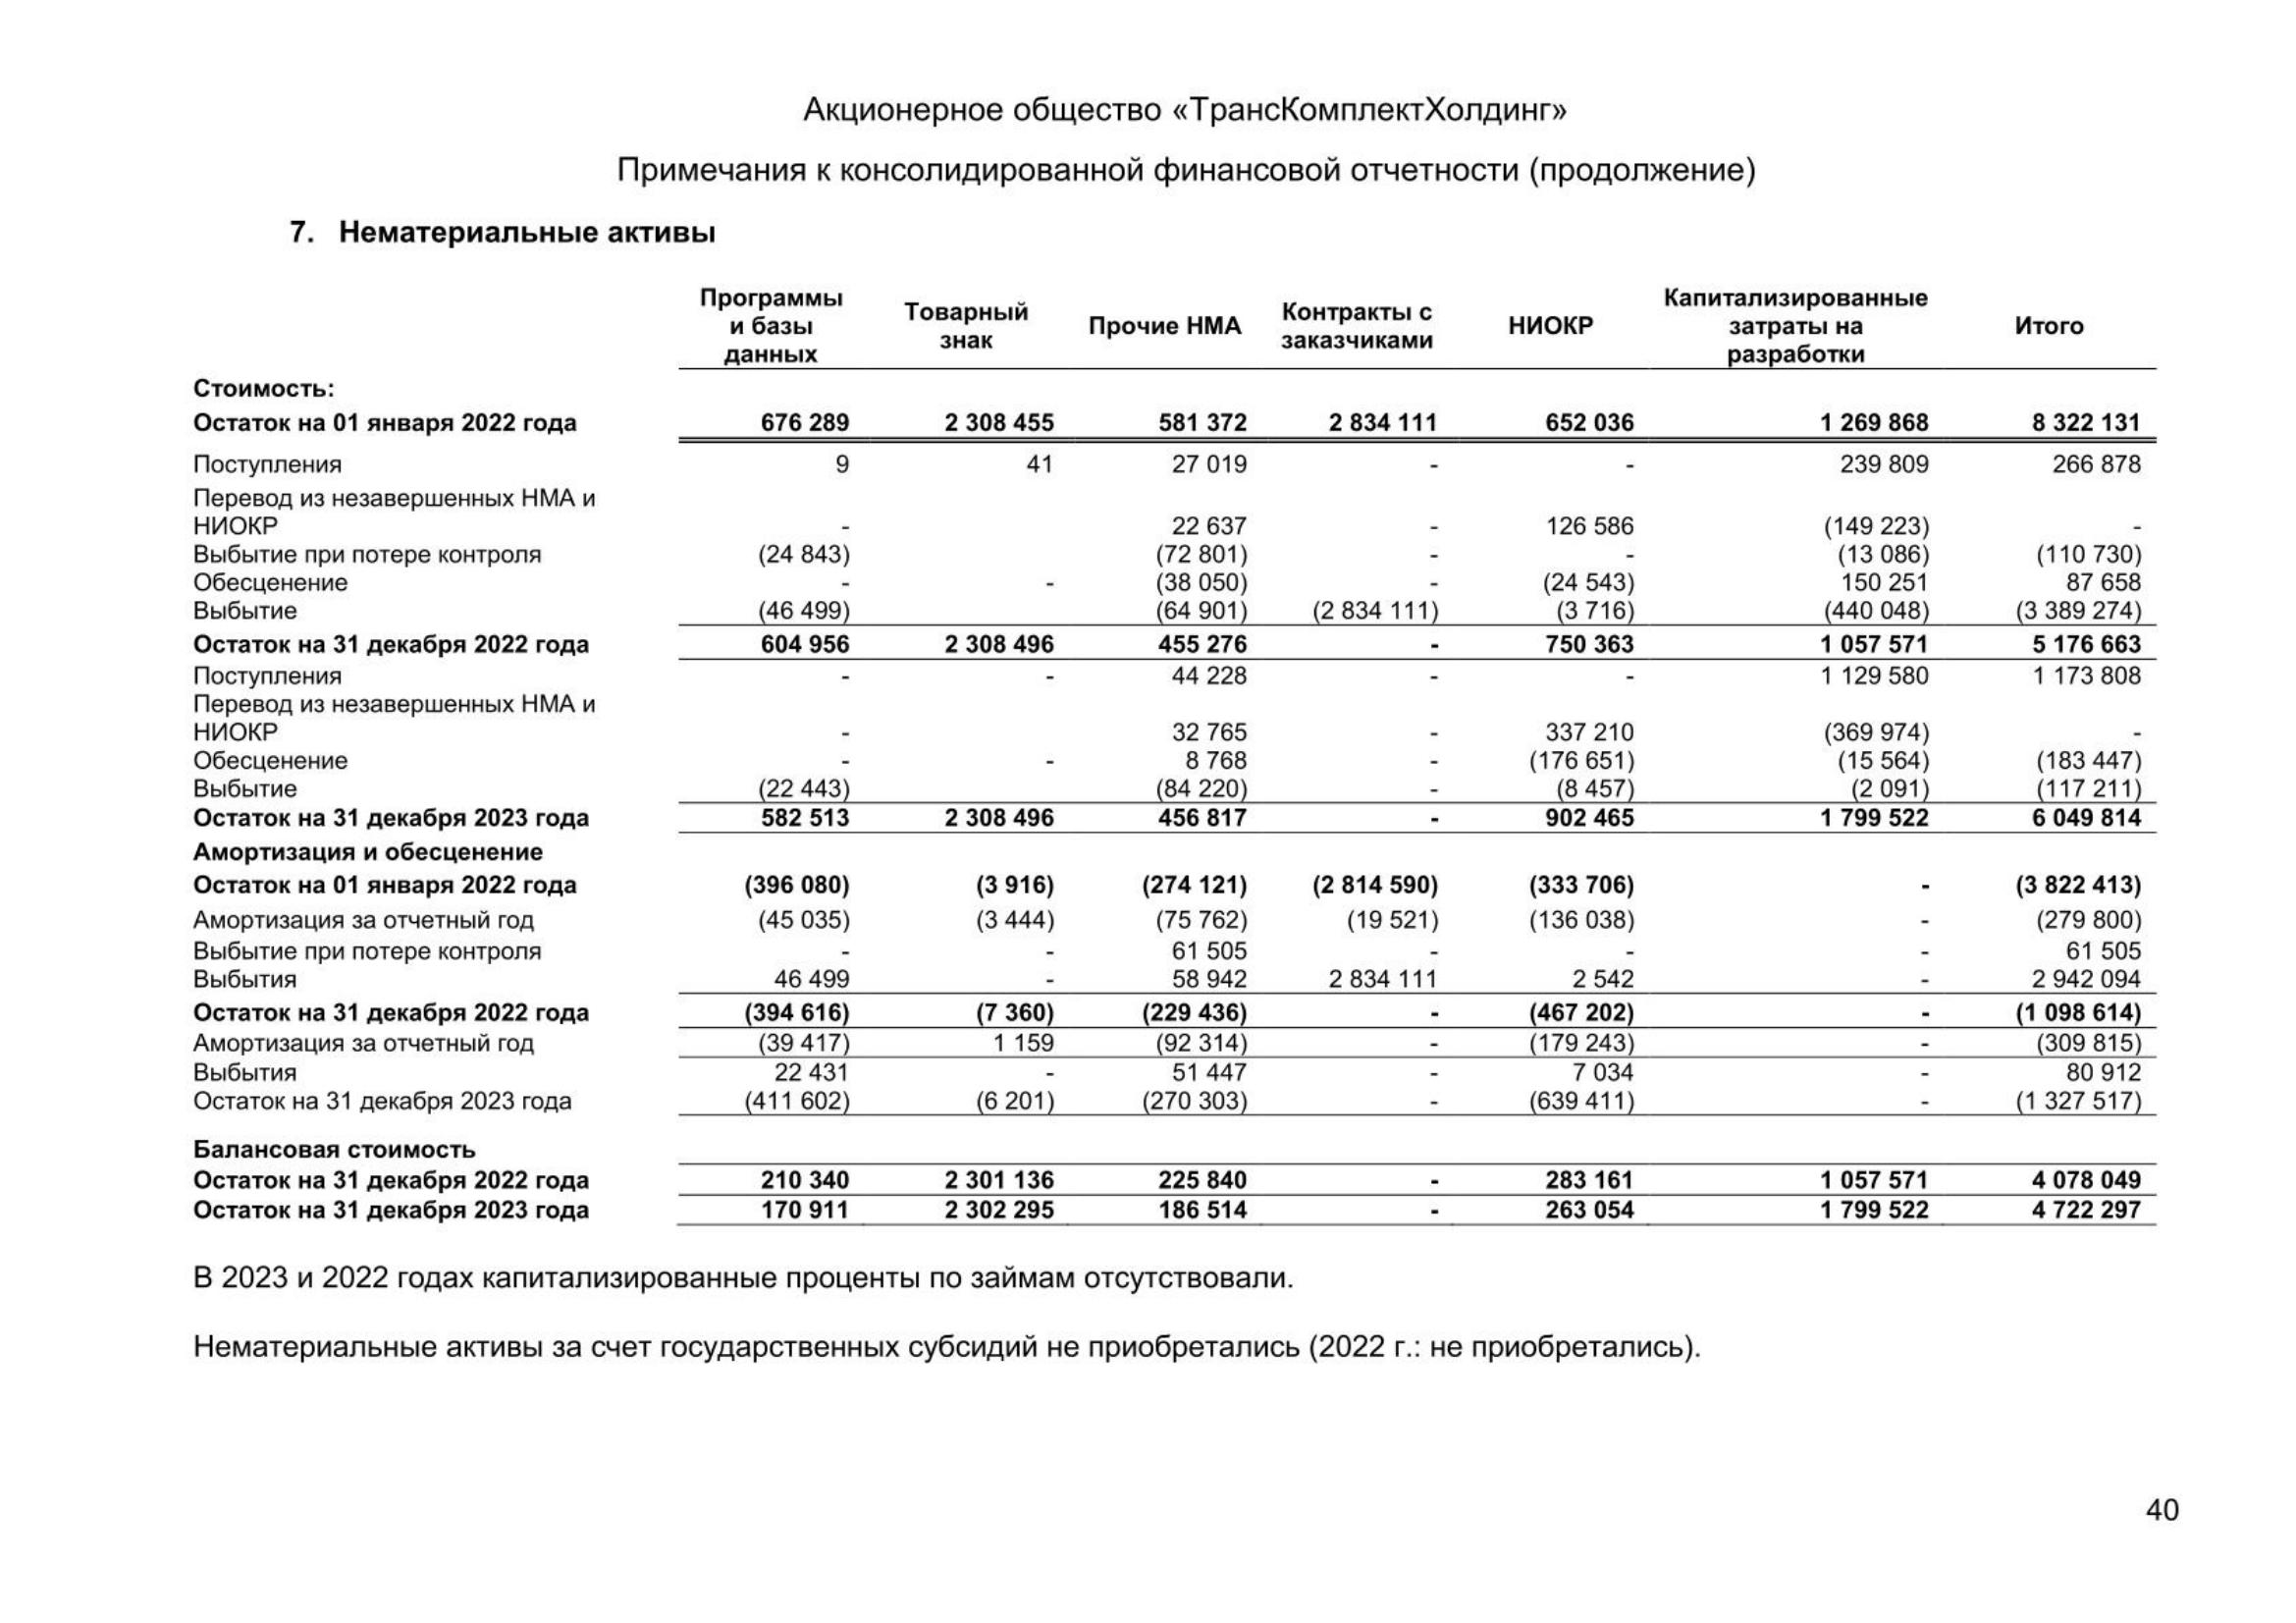 Акционерное общество «ТрансКомплектХолдинг»
Примечания к консолидированной финансовой отчетности (продолжение)
7. Нематериальные активы
Программы и базы данных Товарный знак Прочие НМА Контракты с заказчиками НИОКР Капитализированные затраты на разработки Итого
Стоимость:
Остаток на 01 января 2022 года 676 289 2 308 455 581 372 2 834 111 652 036 1 269 868 8 322 131
Поступления 9 41 27 019 - - 239 809 266 878
Перевод из незавершенных НМА и
НИОКР - 22 637 - 126 586 (149 223) -
Выбытие при потере контроля (24 843) (72 801) - - (13 086) (110 730)
Обесценение - - (38 050) - (24 543) 150 251 87 658
Выбытие (46 499) (64 901) (2 834 111) (3 716) (440 048) (3 389 274)
Остаток на 31 декабря 2022 года 604 956 2 308 496 455 276 - 750 363 1 057 571 5 176 663
Поступления - - 44 228 - - 1 129 580 1 173 808
Перевод из незавершенных НМА и
НИОКР - 32 765 - 337 210 (369 974) -
Обесценение - - 8 768 - (176 651) (15 564) (183 447)
Выбытие (22 443) (84 220) - (8 457) (2 091) (117 211)
Остаток на 31 декабря 2023 года 582 513 2 308 496 456 817 - 902 465 1 799 522 6 049 814
Амортизация и обесценение
Остаток на 01 января 2022 года (396 080) (3 916) (274 121) (2 814 590) (333 706) - (3 822 413)
Амортизация за отчетный год (45 035) (3 444) (75 762) (19 521) (136 038) - (279 800)
Выбытие при потере контроля - - 61 505 - - - 61 505
Выбытия 46 499 - 58 942 2 834 111 2 542 - 2 942 094
Остаток на 31 декабря 2022 года (394 616) (7 360) (229 436) - (467 202) - (1 098 614)
Амортизация за отчетный год (39 417) 1 159 (92 314) - (179 243) - (309 815)
Выбытия 22 431 - 51 447 - 7 034 - 80 912
Остаток на 31 декабря 2023 года (411 602) (6 201) (270 303) - (639 411) - (1 327 517)
Балансовая стоимость
Остаток на 31 декабря 2022 года 210 340 2 301 136 225 840 - 283 161 1 057 571 4 078 049
Остаток на 31 декабря 2023 года 170 911 2 302 295 186 514 - 263 054 1 799 522 4 722 297
В 2023 и 2022 годах капитализированные проценты по займам отсутствовали.
Нематериальные активы за счет государственных субсидий не приобретались (2022 г.: не приобретались).
40